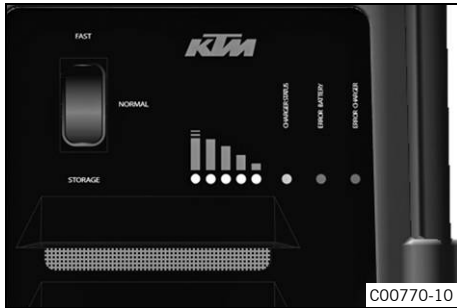 FAST
KTM
NORMAL
CHARGER STATUS
ERROR BATTERY
ERROR CHARGER
STORAGE
C00770-10